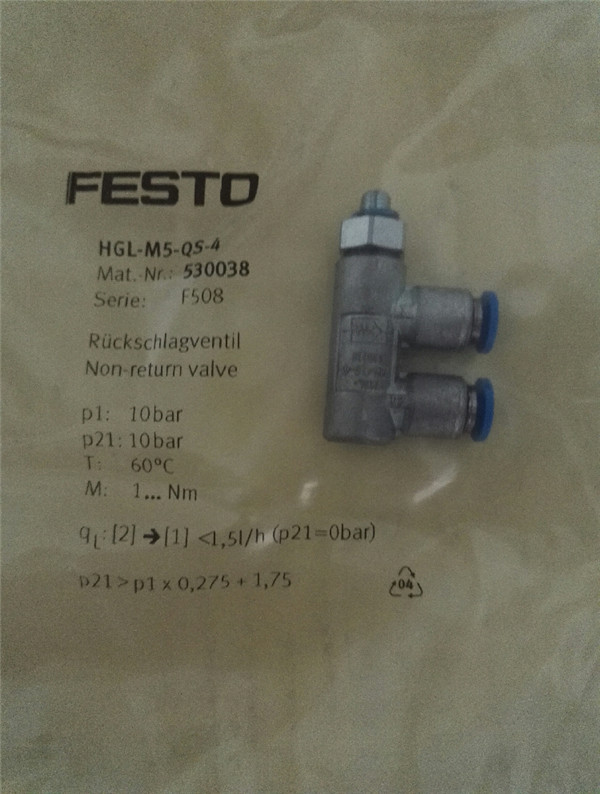 FESTO
HGL-M5-QS-4
Mat.-Nr.: 530038
Serie: F508
Rückschlagventil
Non-return valve
p1: 10bar
p21: 10bar
T: 60°C
M: 1... Nm
qL: [2] → [1] <1,5l/h (p21=0bar)
p21 > p1 x 0,275 + 1,75
04